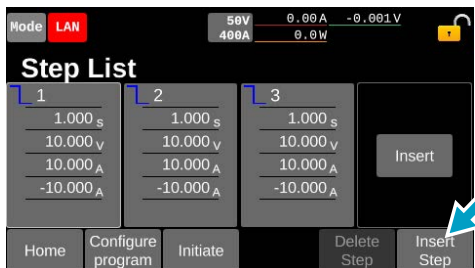 Mode LAN 50V 0.00A -0.001V
400A 0.0W
Step List
1 2 3
1.000 s 1.000 s 1.000 s
10.000 V 10.000 V 10.000 V
10.000 A 10.000 A 10.000 A
-10.000 A -10.000 A -10.000 A
Insert
Home Configure program Initiate Delete Step Insert Step